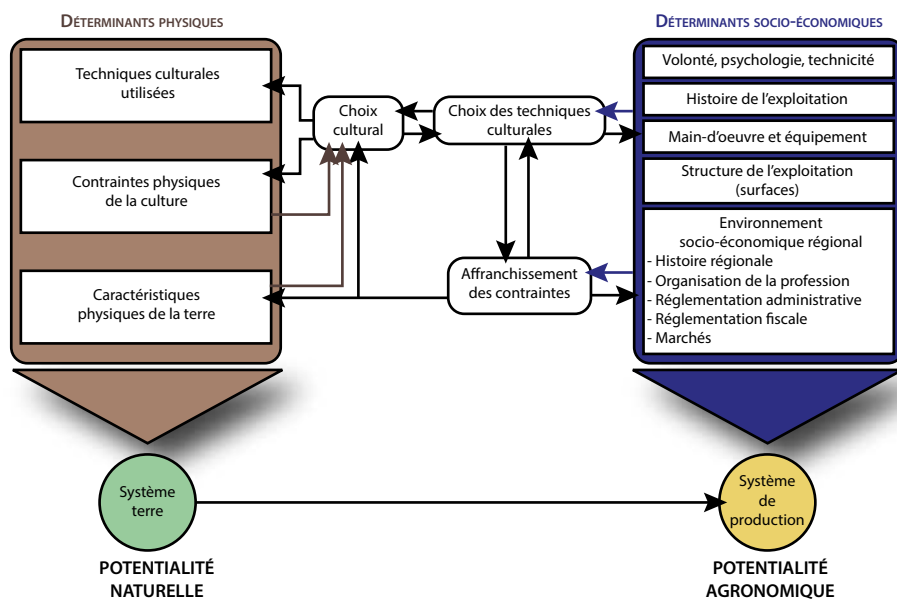 DÉTERMINANTS PHYSIQUES
Techniques culturales
utilisées
Contraintes physiques
de la culture
Caractéristiques
physiques de la terre
Choix
cultural
Choix des techniques
culturales
Affranchissement
des contraintes
DÉTERMINANTS SOCIO-ÉCONOMIQUES
Volonté, psychologie, technicité
Histoire de l'exploitation
Main-d'oeuvre et équipement
Structure de l'exploitation
(surfaces)
Environnement
socio-économique régional
- Histoire régionale
- Organisation de la profession
- Réglementation administrative
- Réglementation fiscale
- Marchés
Système
terre
POTENTIALITÉ
NATURELLE
Système
de
production
POTENTIALITÉ
AGRONOMIQUE